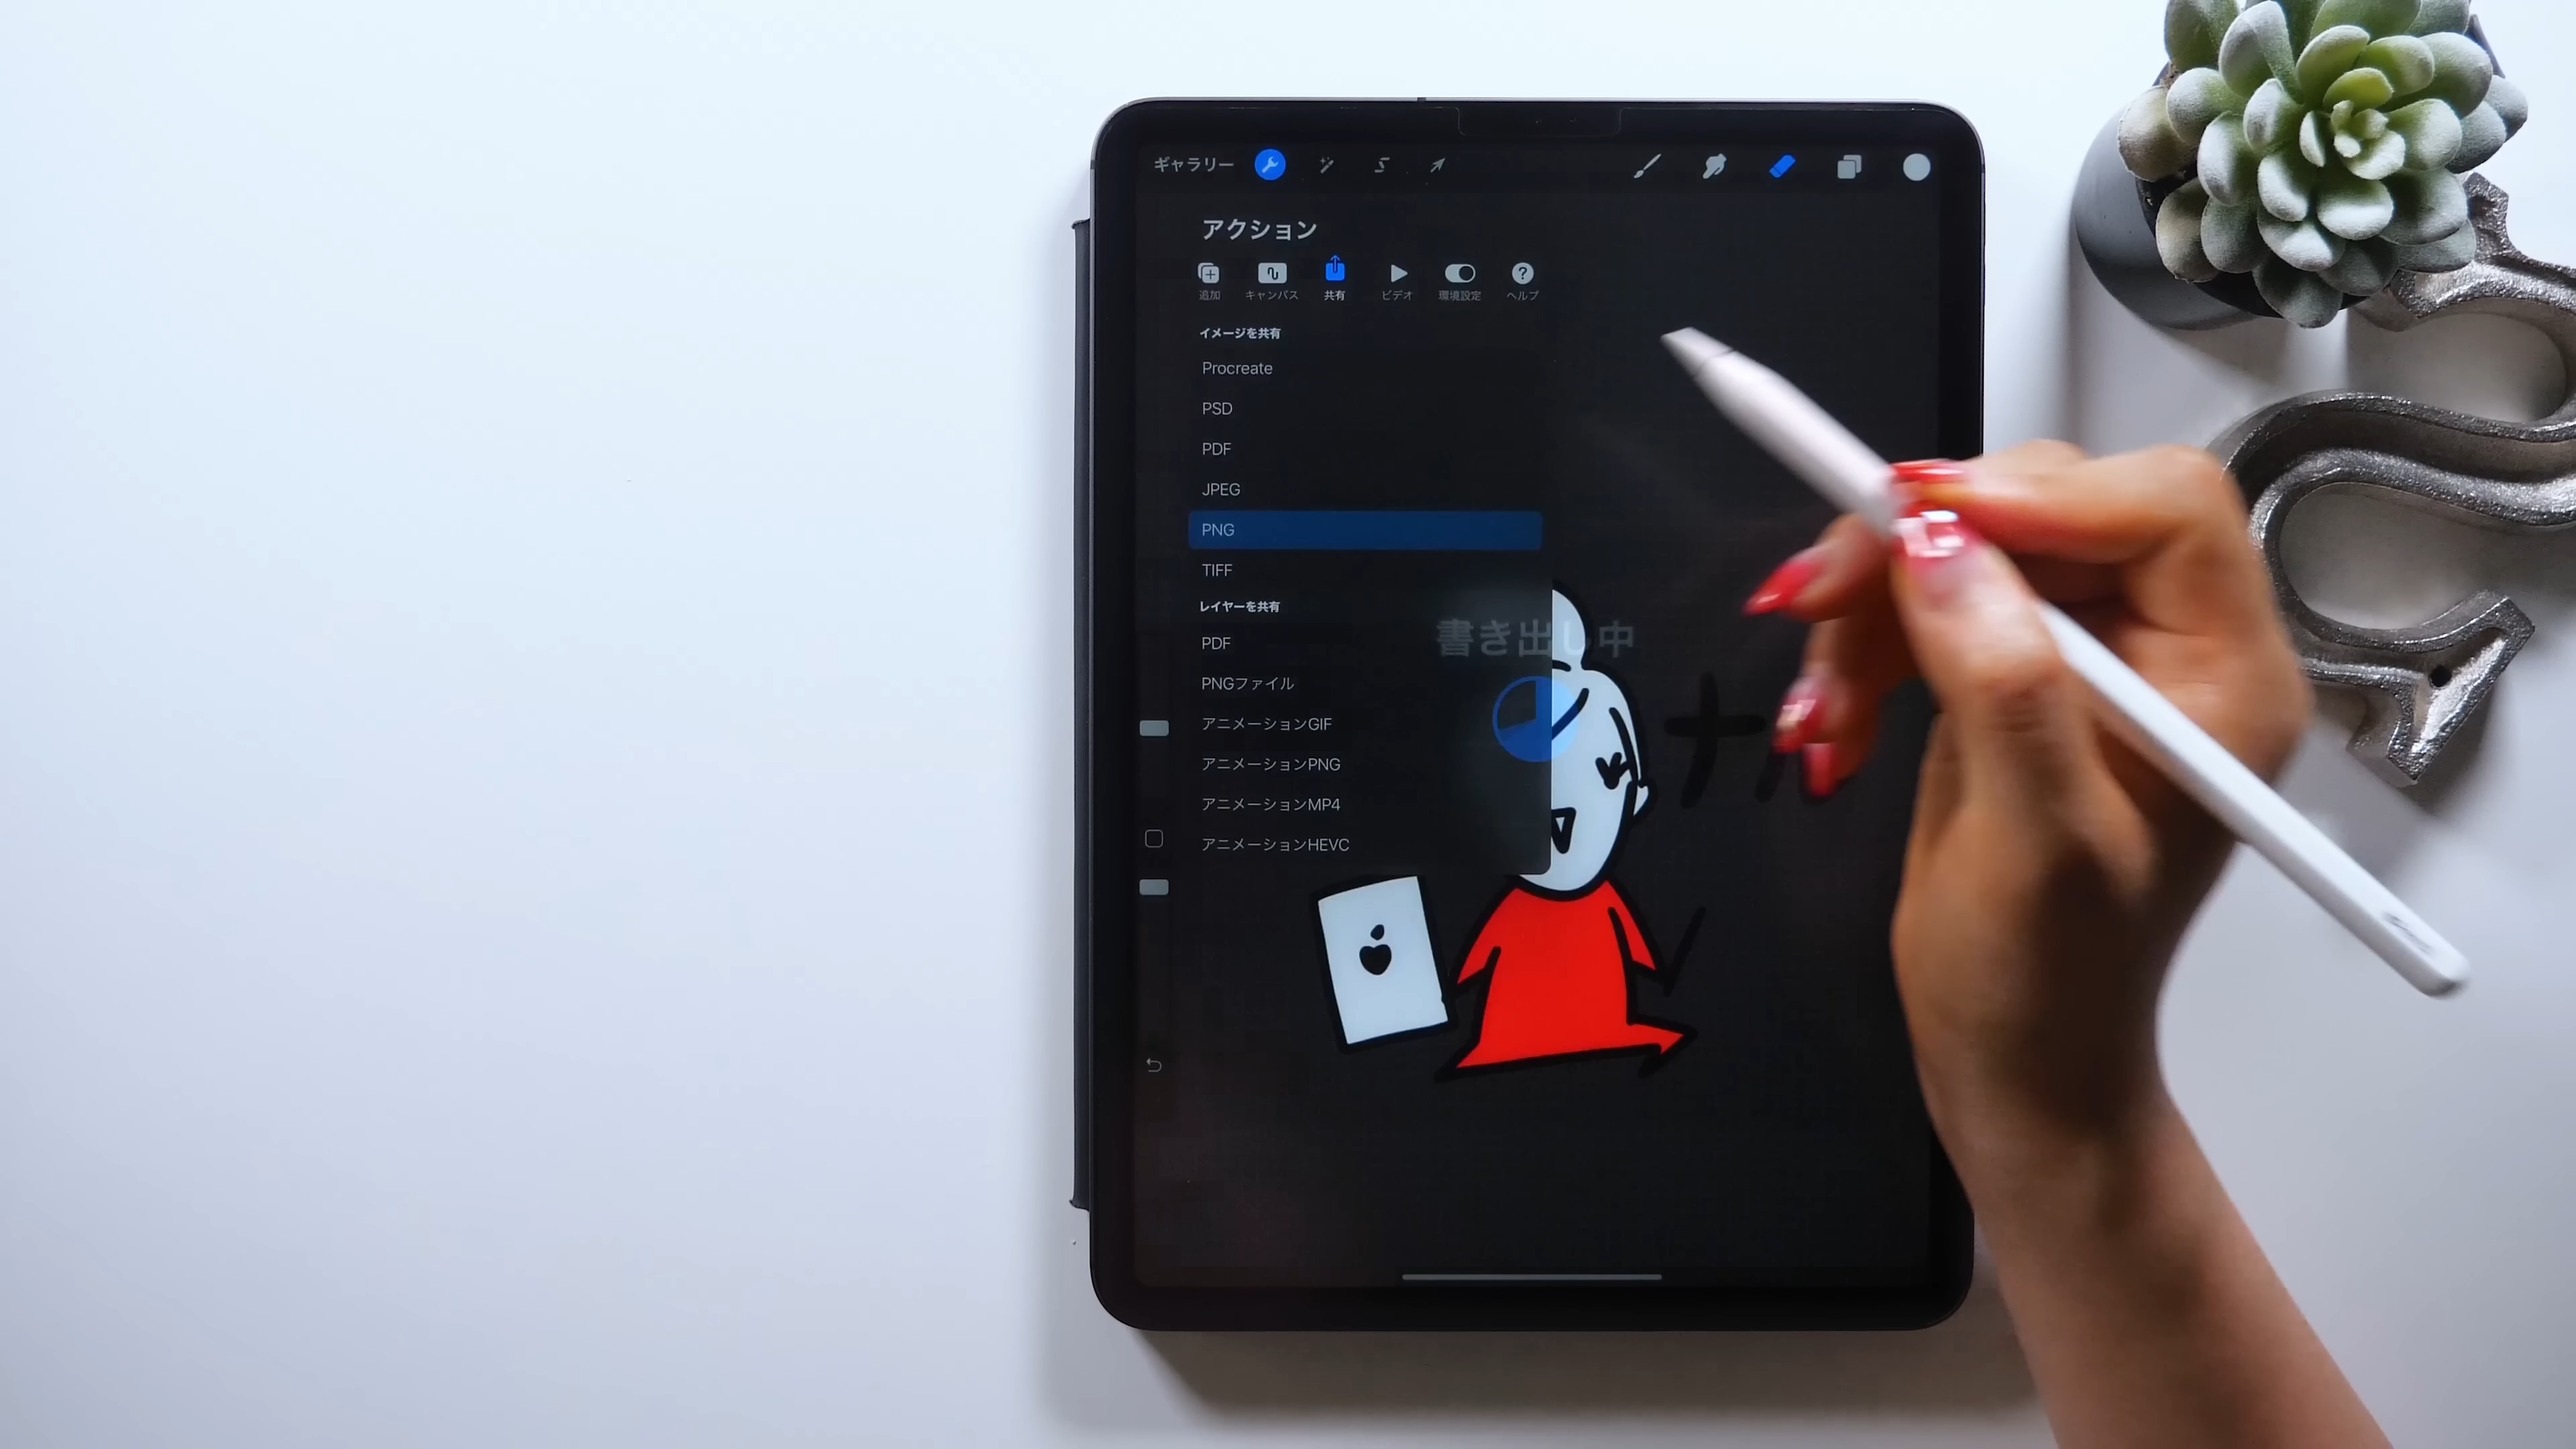 ギャラリー
アクション
追加
キャンバス
共有
ビデオ
環境設定
ヘルプ
イメージを共有
Procreate
PSD
PDF
JPEG
PNG
TIFF
レイヤーを共有
書き出し中
PDF
PNGファイル
アニメーションGIF
アニメーションPNG
アニメーションMP4
アニメーションHEVC